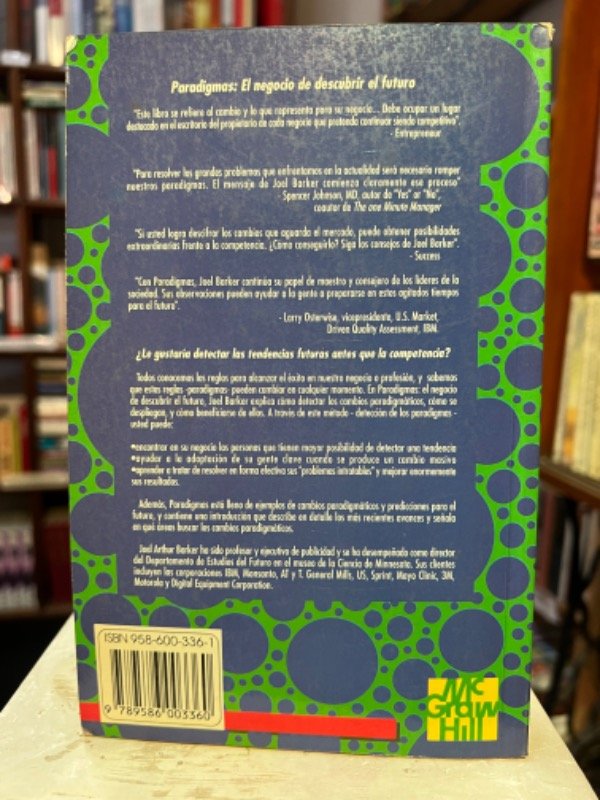 Paradigmas: El negocio de descubrir el futuro
"Este libro se refiere al cambio y lo que representa para su negocio... Debe ocupar un lugar
destacado en el escritorio del propietario de cada negocio que pretenda continuar siendo competitivo".
- Entrepreneur
"Para resolver los grandes problemas que enfrentamos en la actualidad será necesario romper
nuestros paradigmas. El mensaje de Joel Barker comienza claramente ese proceso"
Spencer Johnson, MD, autor de "Yes" or "No",
coautor de The one Minute Manager
"Si usted logra descifrar los cambios que aguarda el mercado, puede obtener posibilidades
extraordinarias frente a la competencia. ¿Cómo conseguirlo? Siga los consejos de Joel Barker".
- Success
"Con Paradigmas, Joel Barker continúa su papel de maestro y consejero de los líderes de la
sociedad. Sus observaciones pueden ayudar a la gente a prepararse en estos agitados tiempos
para el futuro".
- Larry Osterwise, vicepresidente, U.S. Market,
Driven Quality Assessment, IBM.
¿Le gustaría detectar las tendencias futuras antes que la competencia?
Todos conocemos las reglas para alcanzar el éxito en nuestro negocio o profesión, y sabemos
que estas reglas -paradigmas- pueden cambiar en cualquier momento. En Paradigmas: el negocio
de descubrir el futuro, Joel Barker explica cómo detectar los cambios paradigmáticos, cómo se
despliegan, y cómo beneficiarse de ellos. A través de este método - detección de los paradigmas -
usted puede:
•encontrar en su negocio las personas que tienen mayor posibilidad de detectar una tendencia
•ayudar a la adaptación de su gente clave cuando se produce un cambio masivo
•aprender a tratar de resolver en forma efectiva sus "problemas intratables" y mejorar enormemente
sus resultados.
Además, Paradigmas está lleno de ejemplos de cambios paradigmáticos y predicciones para el
futuro, y contiene una introducción que describe en detalle los más recientes avances y señala
en qué áreas buscar los cambios paradigmáticos.
Joel Arthur Barker ha sido profesor y ejecutivo de publicidad y se ha desempeñado como director
del Departamento de Estudios del Futuro en el museo de la Ciencia de Minnesota. Sus clientes
incluyen las corporaciones IBM, Monsanto, AT y T, General Mills, US, Sprint, Mayo Clinic, 3M,
Motorola y Digital Equipment Corporation.
ISBN 958-600-336-1
9 789586 003360
Mc
Graw
Hill